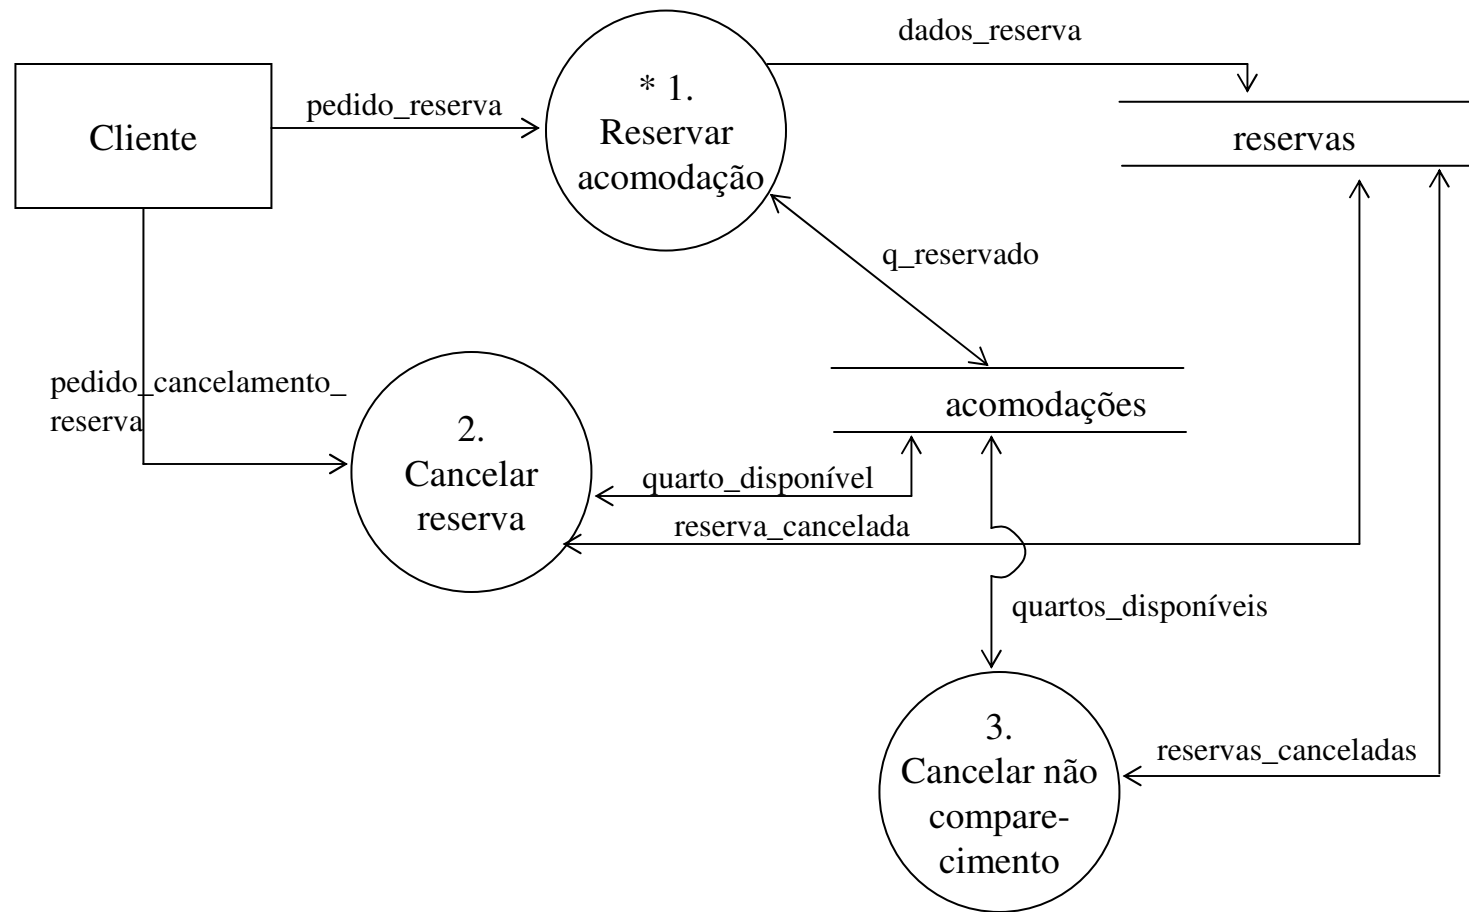 dados_reserva
* 1.
Reservar
acomodação
pedido_reserva
Cliente
reservas
q_reservado
pedido_cancelamento_
reserva
acomodações
2.
Cancelar
reserva
quarto_disponível
reserva_cancelada
quartos_disponíveis
3.
Cancelar não
compare-
cimento
reservas_canceladas